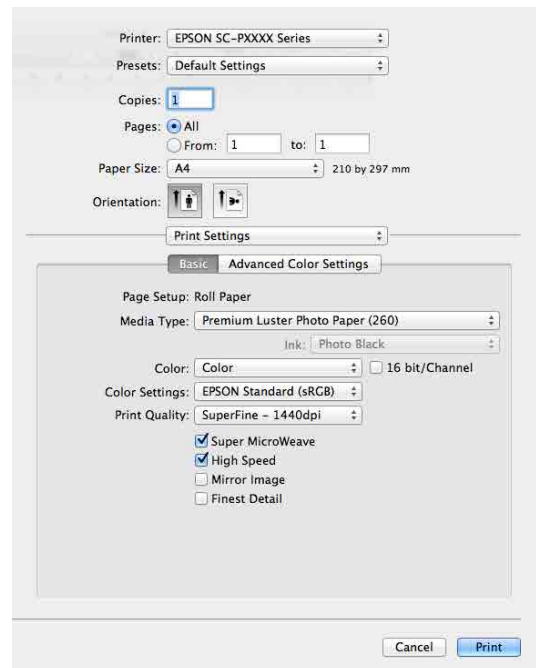 Printer: EPSON SC-PXXXX Series
Presets: Default Settings
Copies: 1
Pages: All
From: 1 to: 1
Paper Size: A4 210 by 297 mm
Orientation:
Print Settings
Basic Advanced Color Settings
Page Setup: Roll Paper
Media Type: Premium Luster Photo Paper (260)
Ink: Photo Black
Color: Color 16 bit/Channel
Color Settings: EPSON Standard (sRGB)
Print Quality: SuperFine – 1440dpi
Super MicroWeave
High Speed
Mirror Image
Finest Detail
Cancel Print